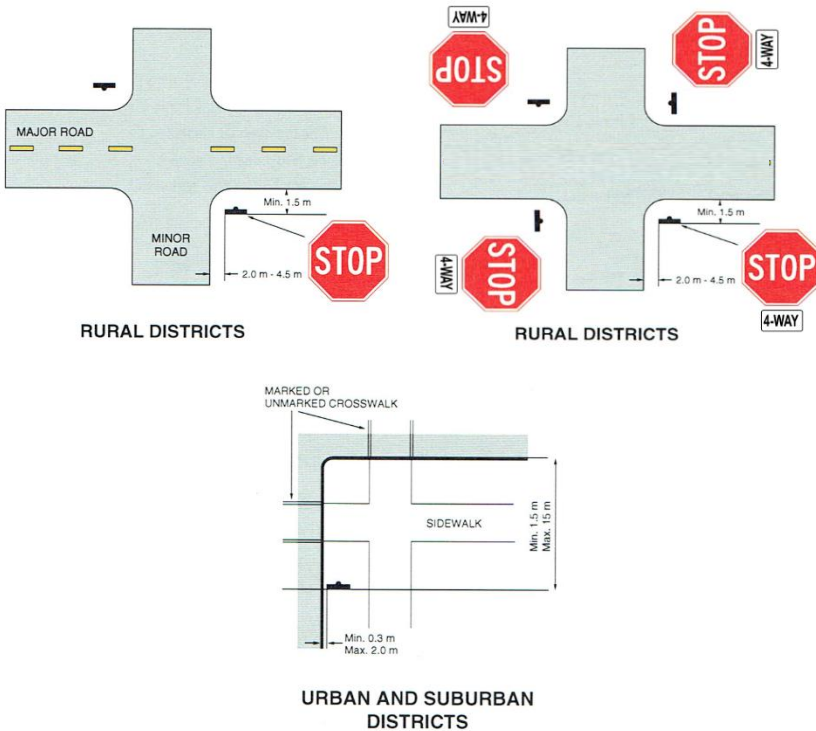 MAJOR ROAD
Min. 1.5 m
MINOR
ROAD
2.0 m - 4.5 m
STOP
RURAL DISTRICTS
4-WAY
STOP
STOP
4-WAY
4-WAY
STOP
Min. 1.5 m
2.0 m - 4.5 m
STOP
4-WAY
RURAL DISTRICTS
MARKED OR
UNMARKED CROSSWALK
SIDEWALK
Min. 1.5 m
Max. 15 m
Min. 0.3 m
Max. 2.0 m
URBAN AND SUBURBAN
DISTRICTS